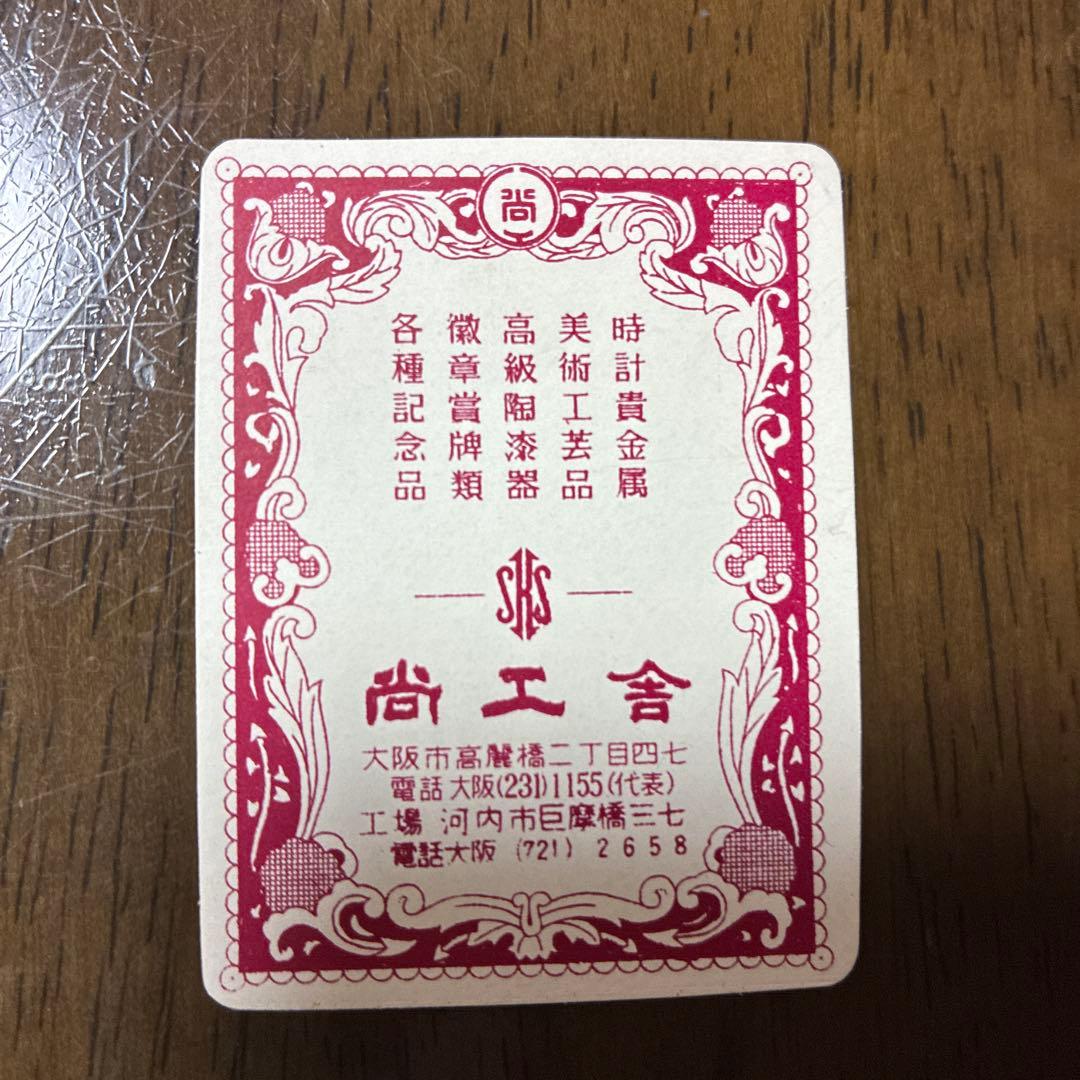 尚工
時計貴金属
美術工芸品
高級陶漆器
徽章賞牌類
各種記念品
SKS
尚工舎
大阪市高麗橋二丁目四七
電話 大阪(231)1155(代表)
工場 河内市巨摩橋三七
電話大阪 (721) 2658